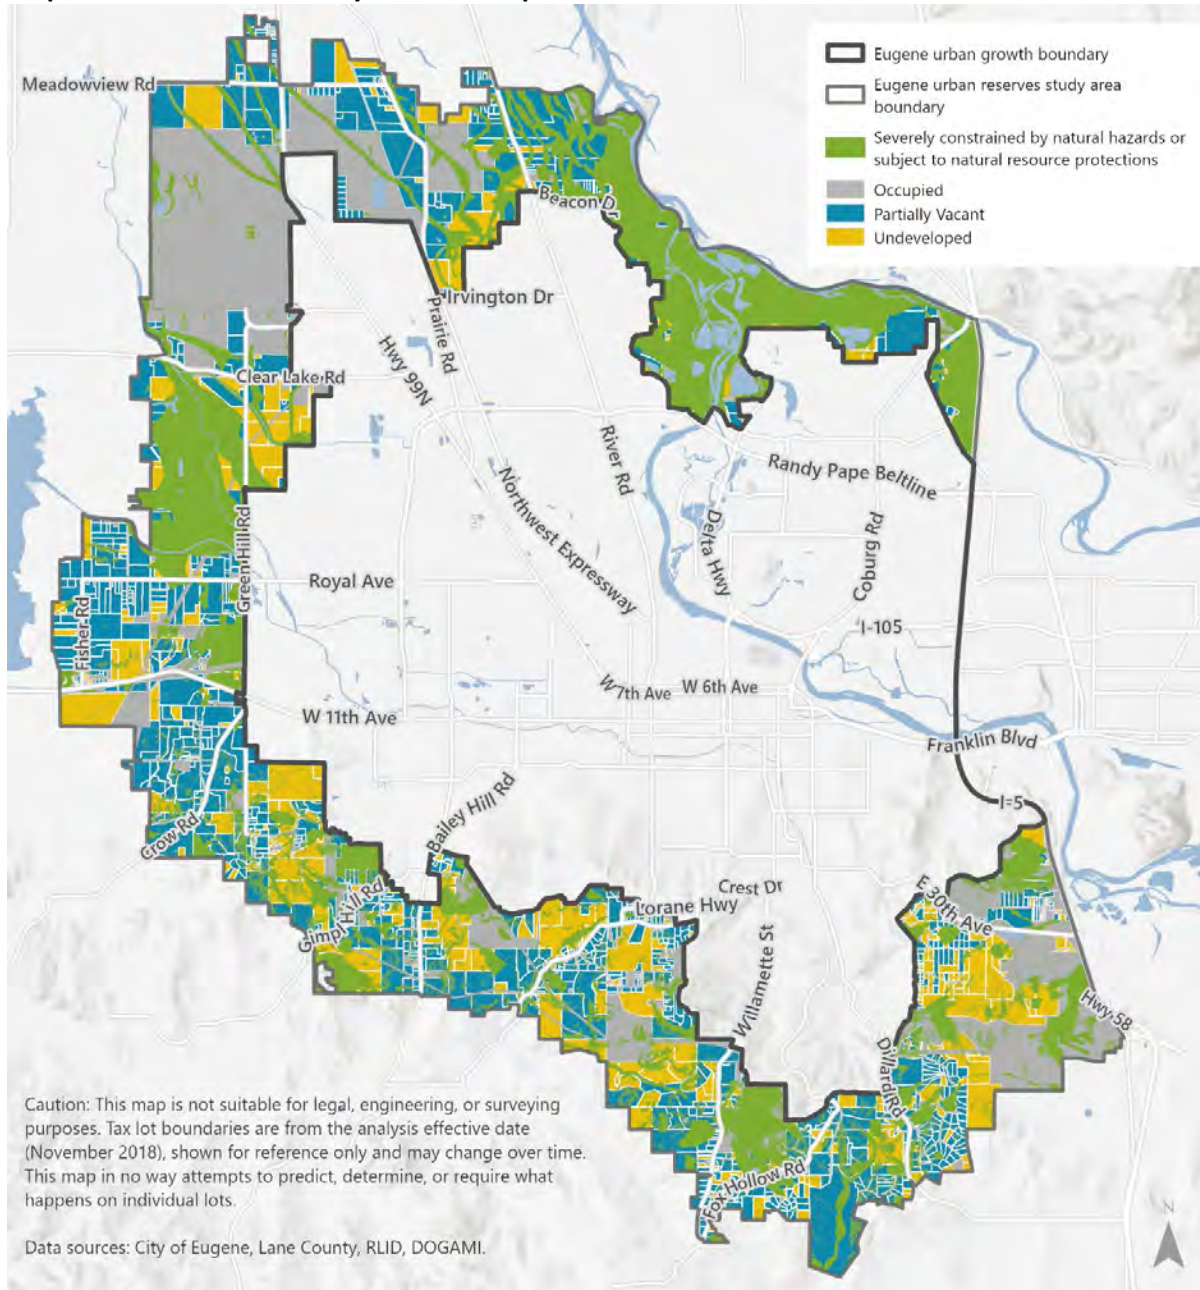 Eugene urban growth boundary
Eugene urban reserves study area
boundary
Severely constrained by natural hazards or
subject to natural resource protections
Occupied
Partially Vacant
Undeveloped
Meadowview Rd
Beacon Dr
Irvington Dr
Prairie Rd
Hwy 99N
Clear Lake Rd
River Rd
Randy Pape Beltline
Northwest Expressway
Delta Hwy
Coburg Rd
Green Hill Rd
Royal Ave
Fisher Rd
I-105
W 7th Ave
W 6th Ave
W 11th Ave
Franklin Blvd
Bailey Hill Rd
I-5
Crow Rd
Crest Dr
Lorane Hwy
E 30th Ave
Gimpl Hill Rd
Willamette St
Hwy 58
Dillard Rd
Fox Hollow Rd
Caution: This map is not suitable for legal, engineering, or surveying
purposes. Tax lot boundaries are from the analysis effective date
(November 2018), shown for reference only and may change over time.
This map in no way attempts to predict, determine, or require what
happens on individual lots.
Data sources: City of Eugene, Lane County, RLID, DOGAMI.
N